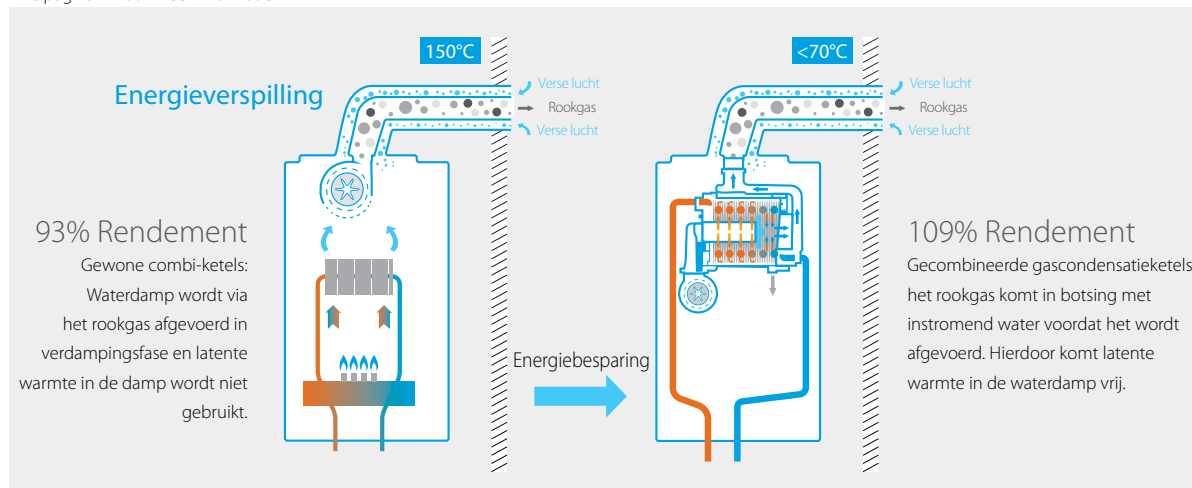 150°C
Energieverspilling
Verse lucht
Rookgas
Verse lucht
93% Rendement
Gewone combi-ketels:
Waterdamp wordt via
het rookgas afgevoerd in
verdampingsfase en latente
warmte in de damp wordt niet
gebruikt.
Energiebesparing
<70°C
Verse lucht
Rookgas
Verse lucht
109% Rendement
Gecombineerde gascondensatieketels
het rookgas komt in botsing met
instromend water voordat het wordt
afgevoerd. Hierdoor komt latente
warmte in de waterdamp vrij.